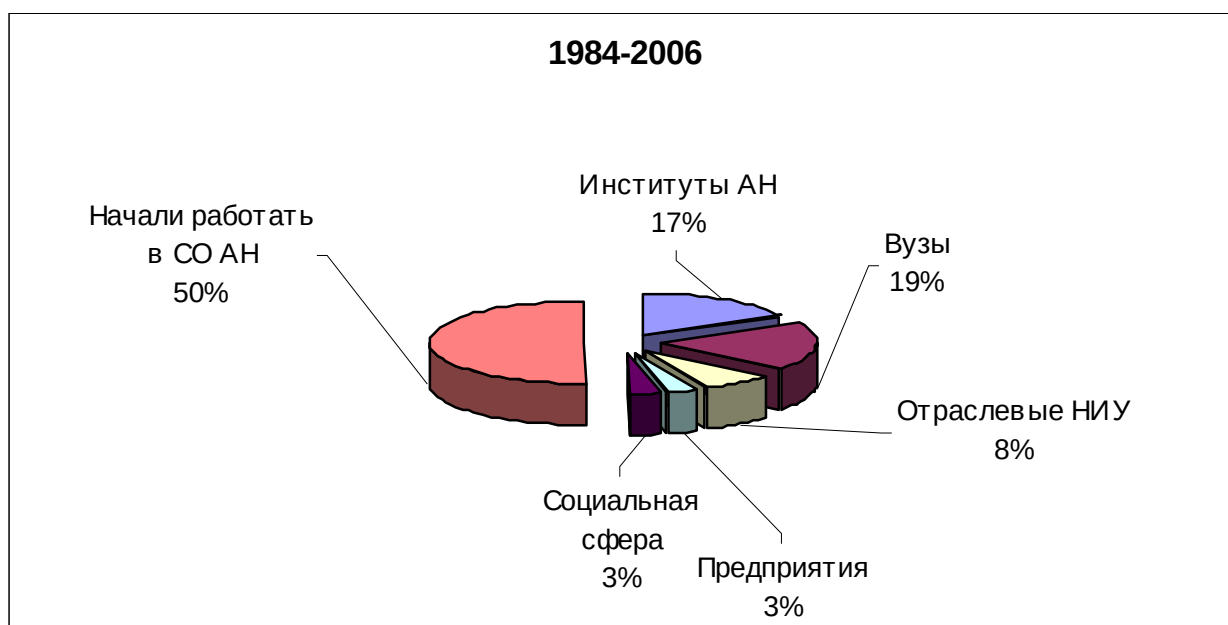 1984-2006
Институты АН
17%
Начали работать
в СО АН
50%
Вузы
19%
Отраслевые НИУ
8%
Социальная
сфера
3%
Предприятия
3%